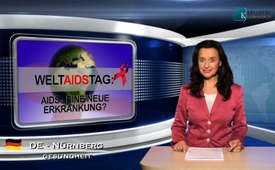 WELTAIDSTAG:
AIDS - EINE NEUE
ERKRANKUNG?
DE - NÜRNBERG
GESUNDHEIT